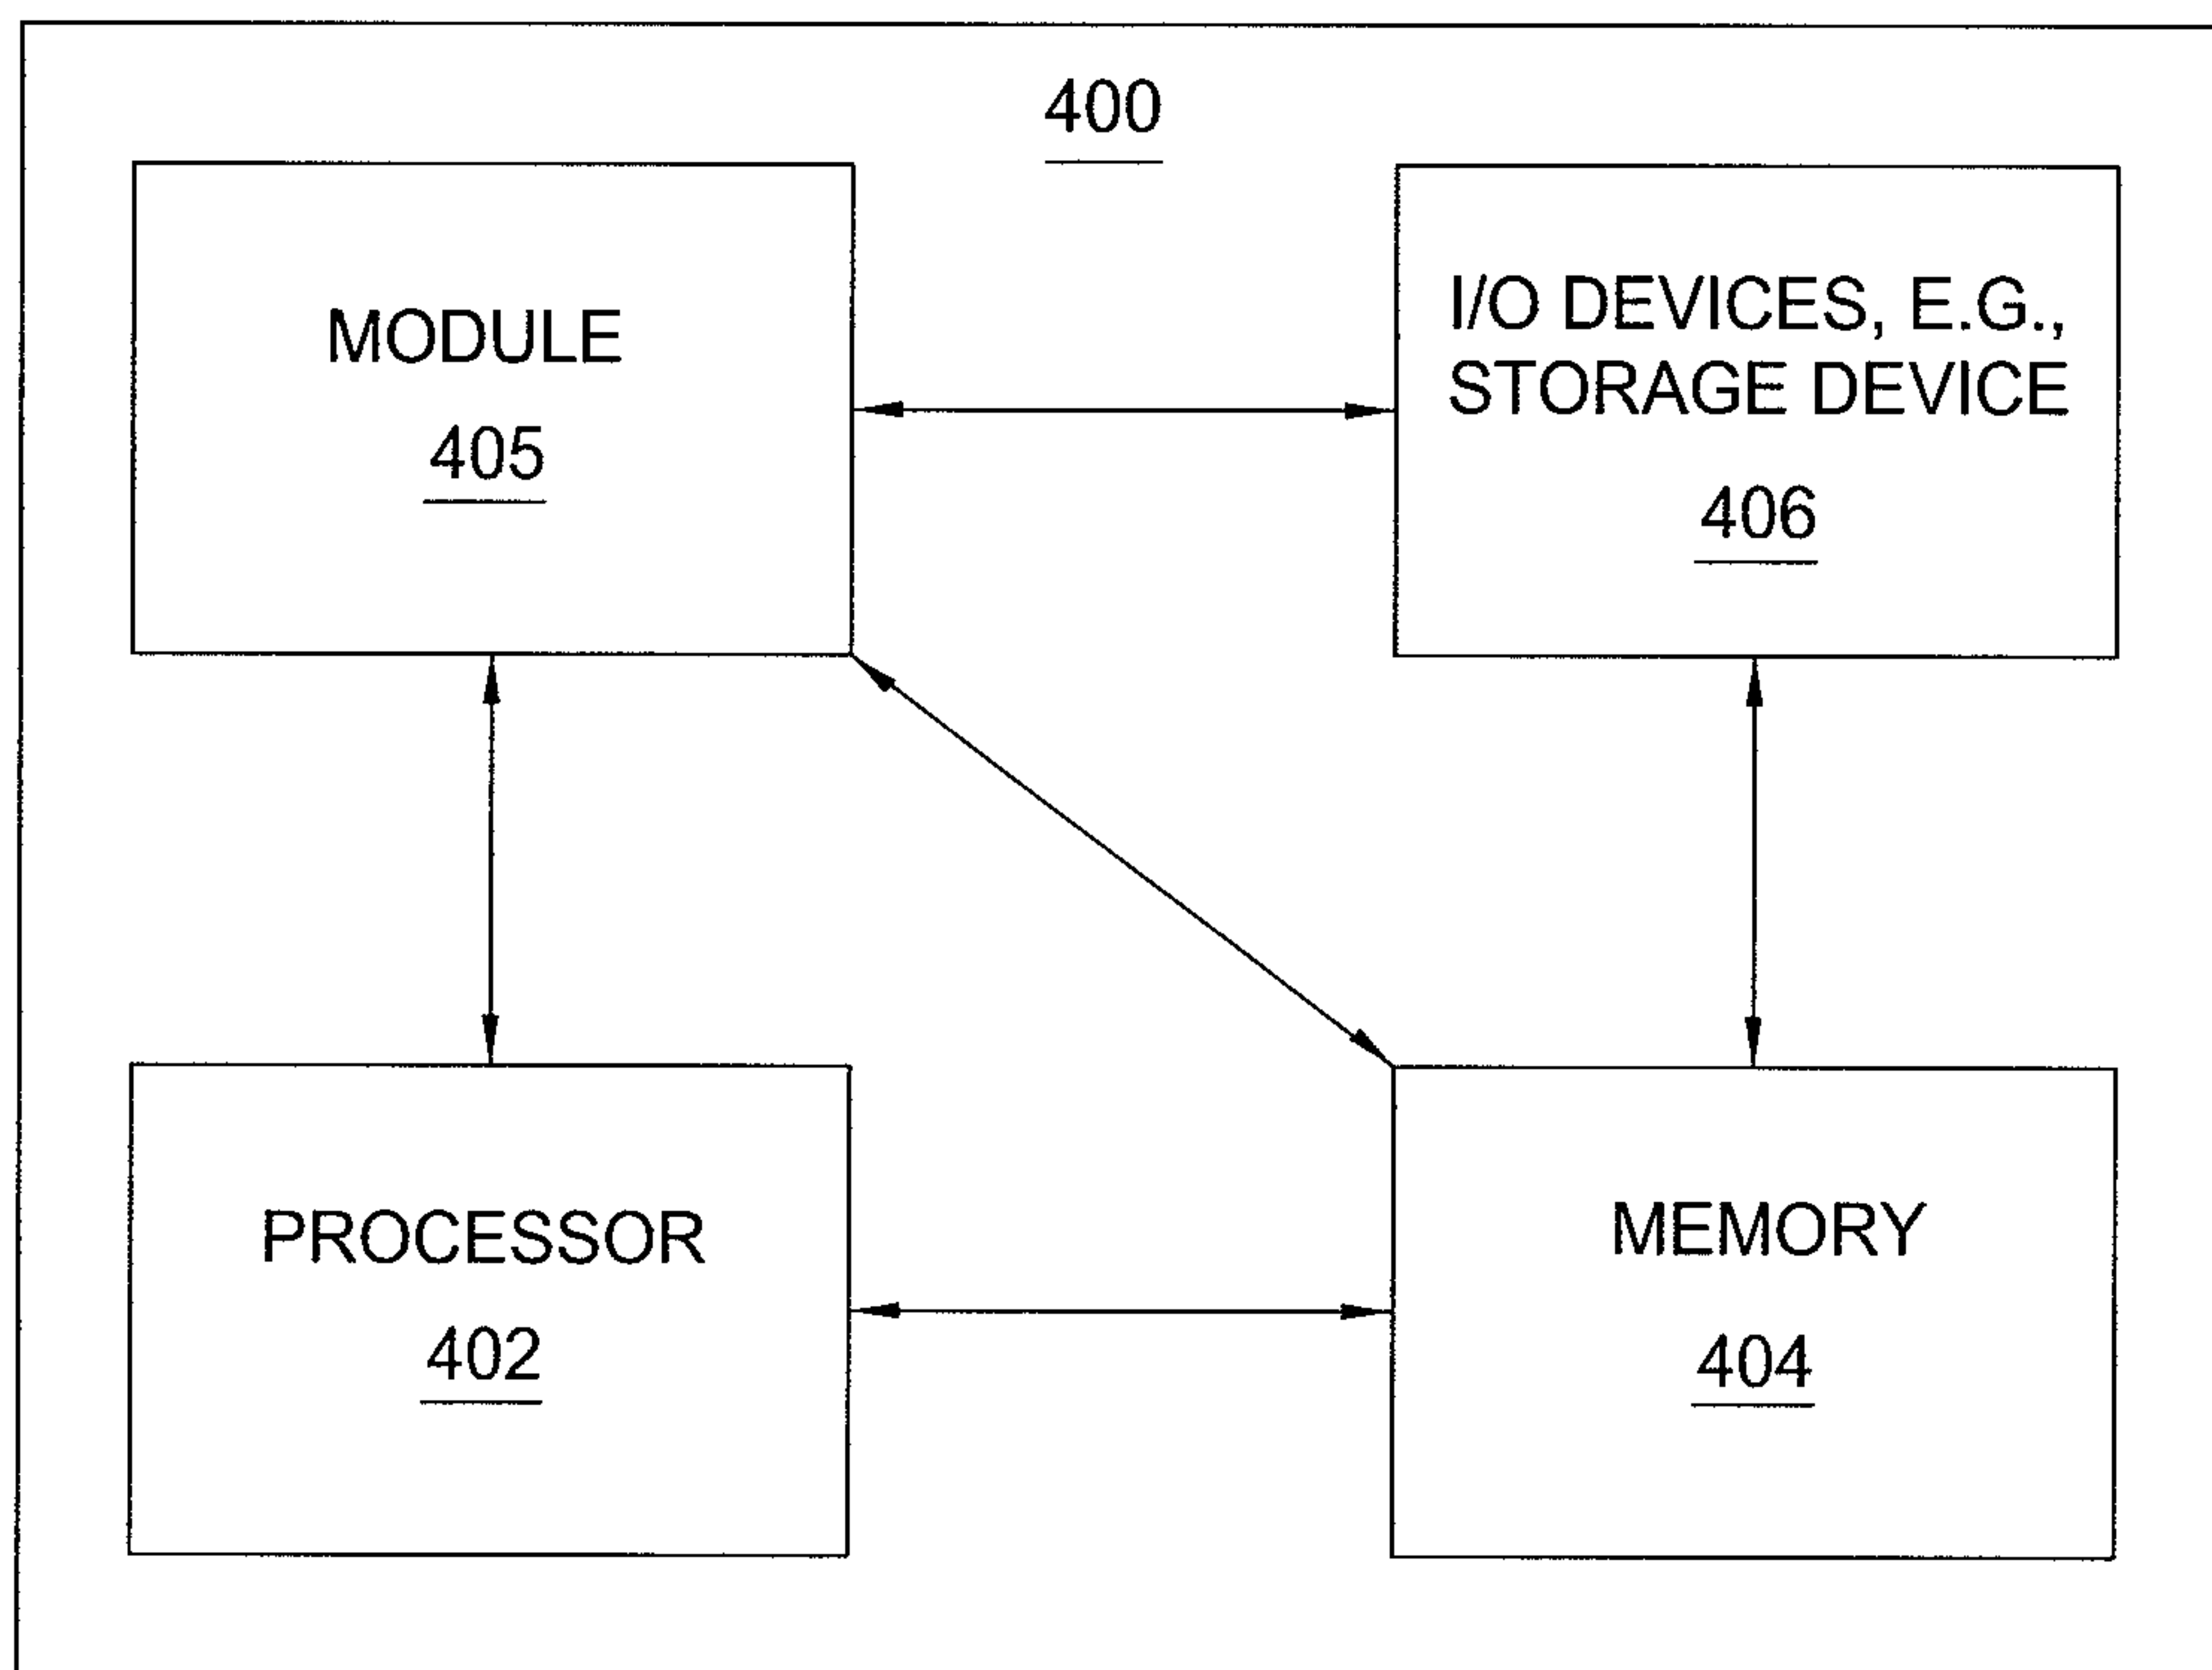 400
MODULE
405
I/O DEVICES, E.G.,
STORAGE DEVICE
406
PROCESSOR
402
MEMORY
404